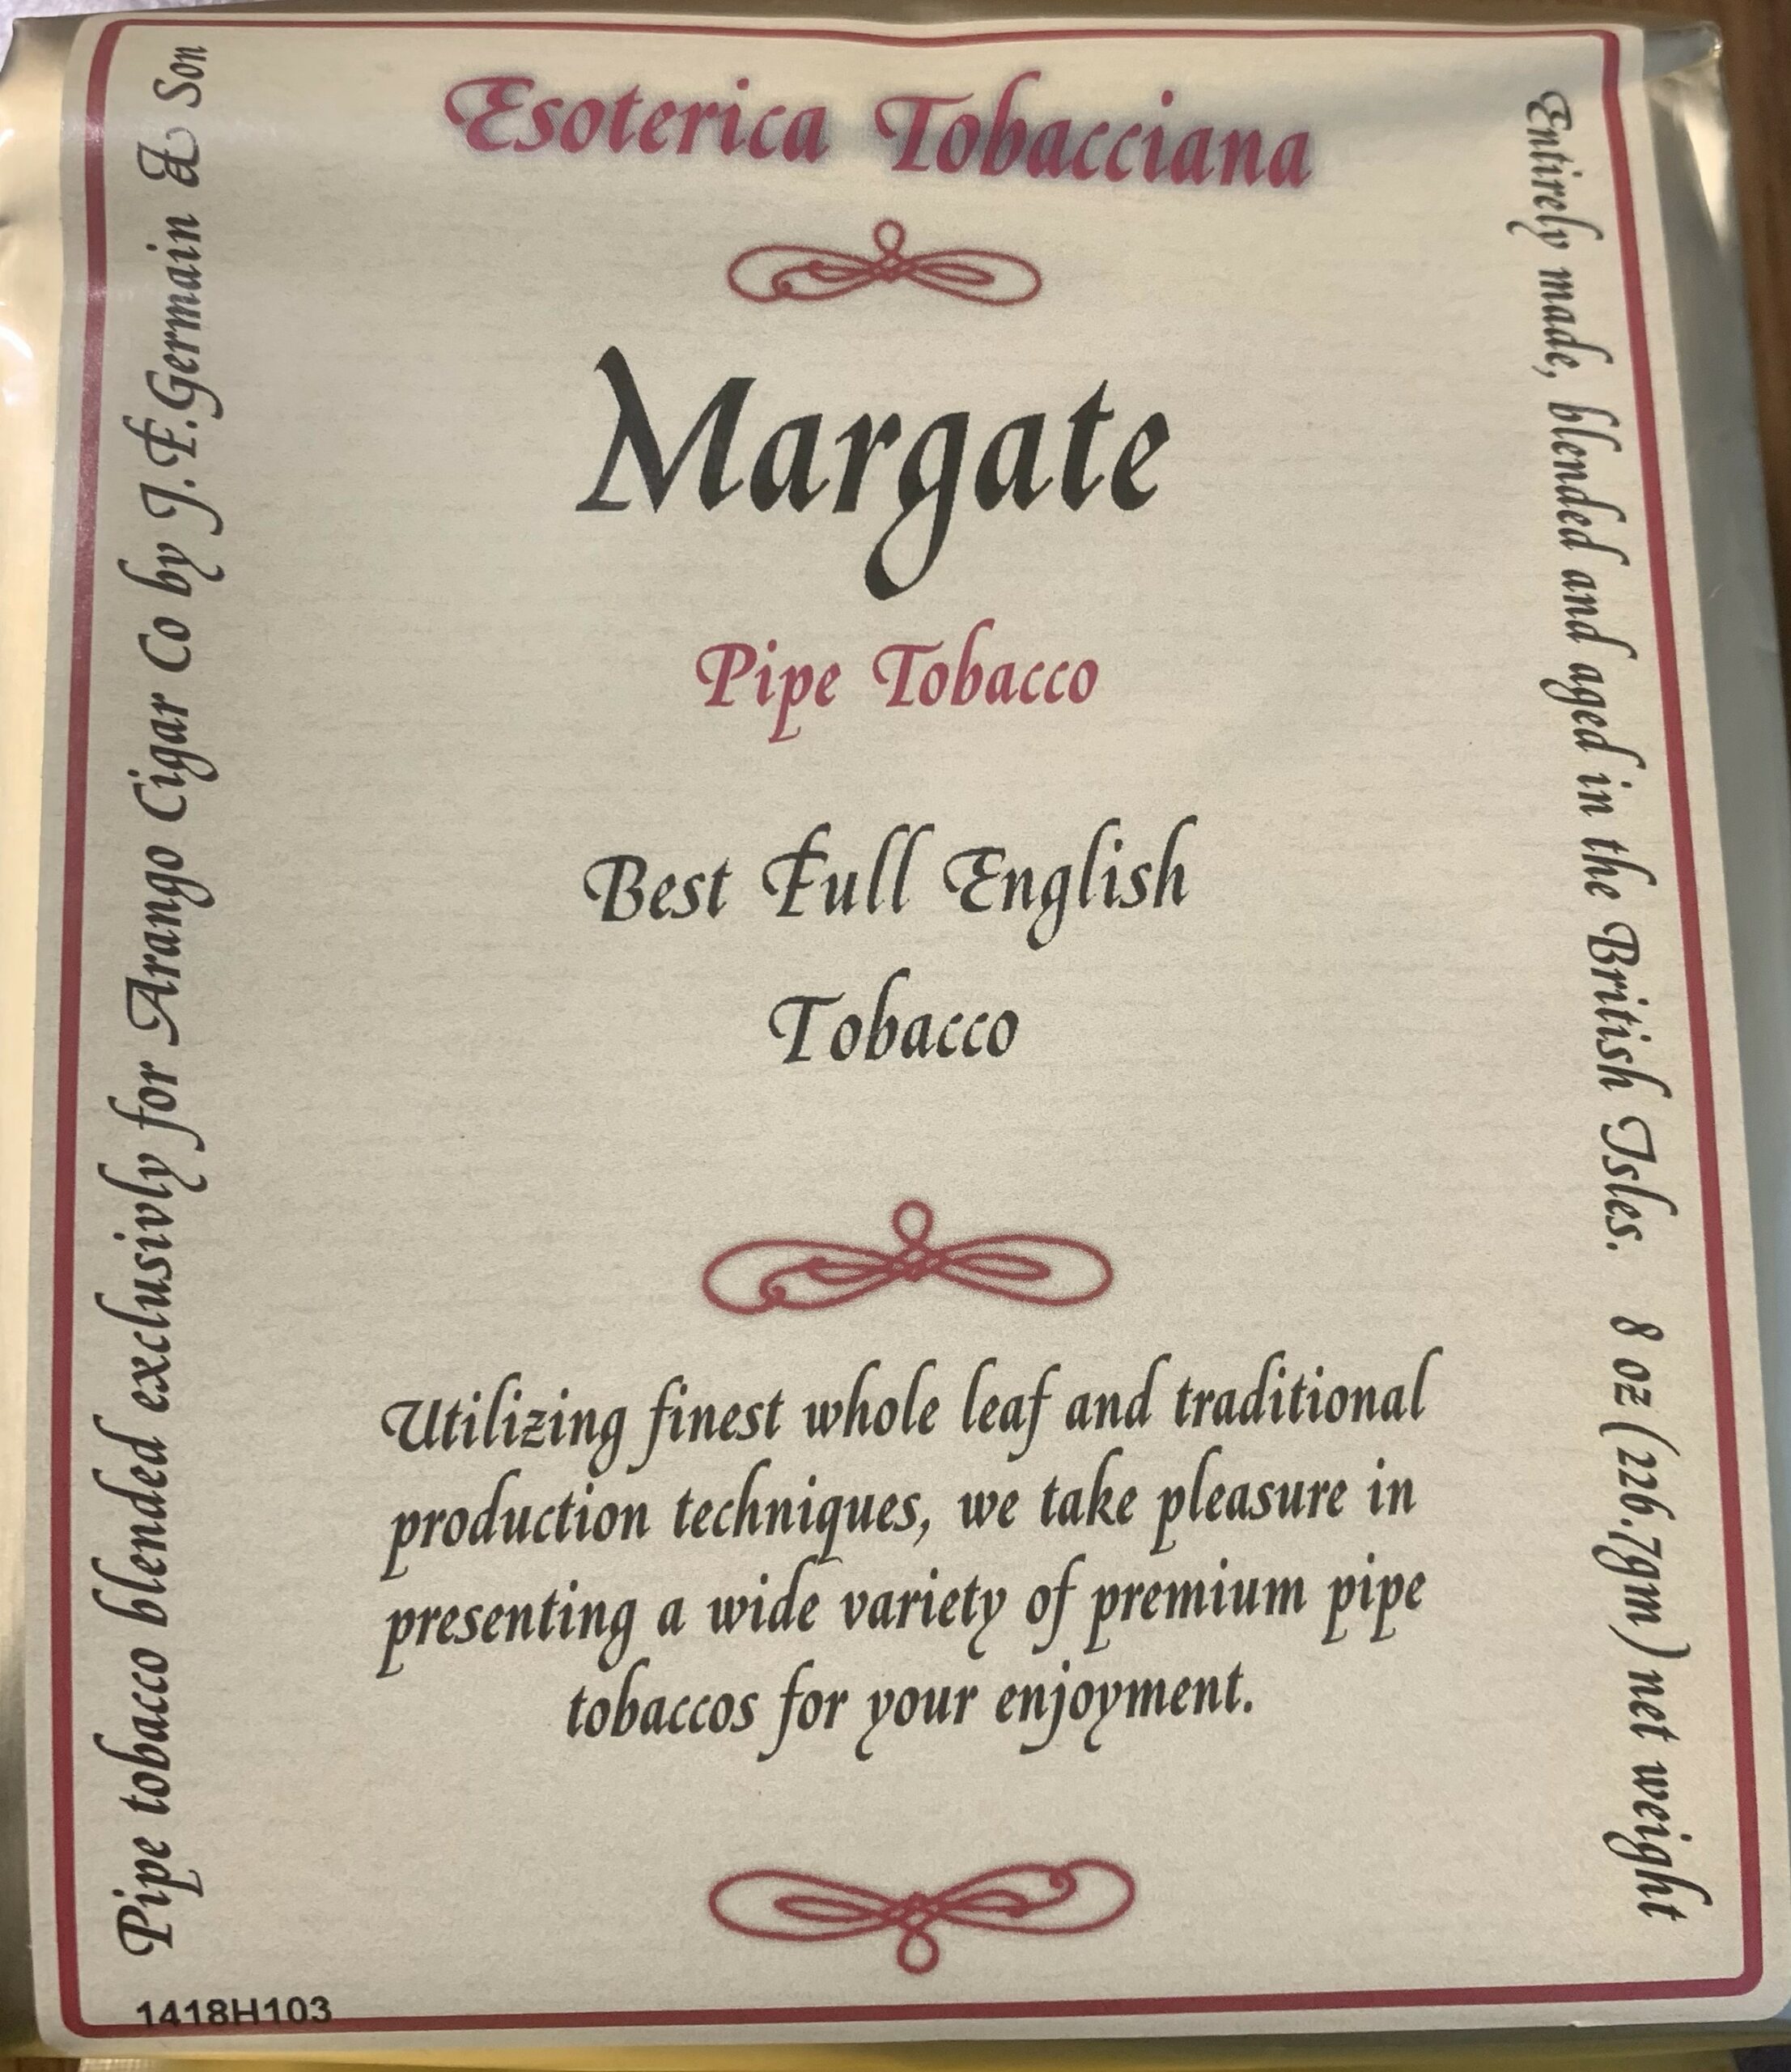 Esoterica Tobacciana
Margate
Pipe Tobacco
Best Full English
Tobacco
Utilizing finest whole leaf and traditional
production techniques, we take pleasure in
presenting a wide variety of premium pipe
tobaccos for your enjoyment.
Pipe tobacco blended exclusivly for Arango Cigar Co by J.F.Germain & Son
Entirely made, blended and aged in the British Isles. 8 oz (226.7gm) net weight
1418H103